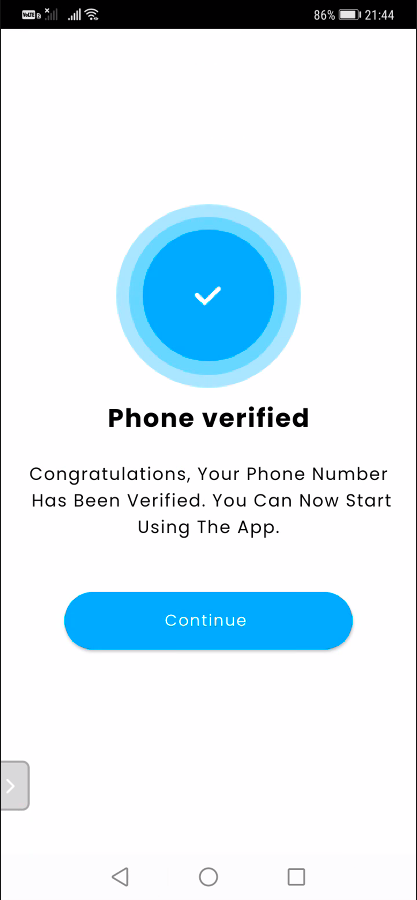 VoLTE
86% 21:44
Phone verified
Congratulations, Your Phone Number
Has Been Verified. You Can Now Start
Using The App.
Continue